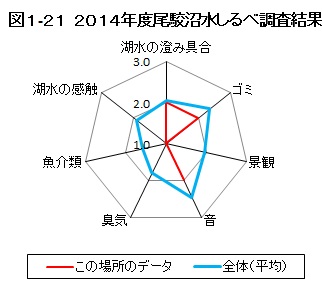 図1-21 2014年度尾駮沼水しるべ調査結果
湖水の澄み具合
3.0
湖水の感触
ゴミ
2.0
魚介類
1.0
景観
臭気
音
この場所のデータ
全体(平均)